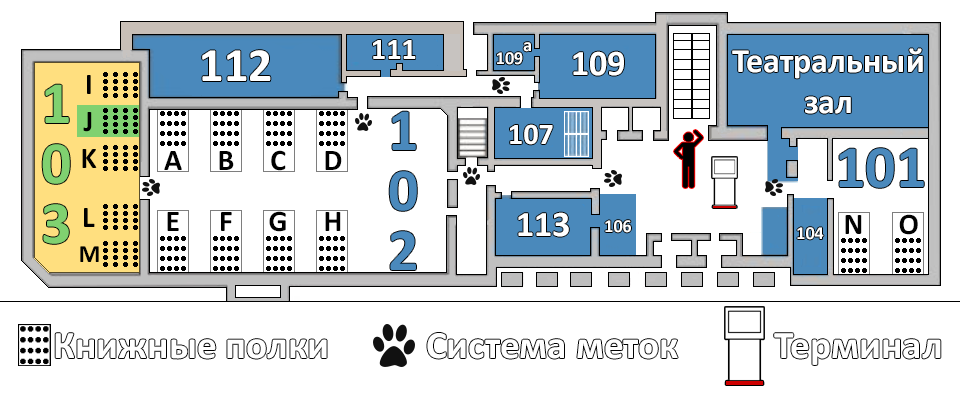 112
111
109a
109
Театральный
зал
107
101
102
103
I
J
K
L
M
A
B
C
D
E
F
G
H
113
106
104
N
O
Книжные полки
Система меток
Терминал